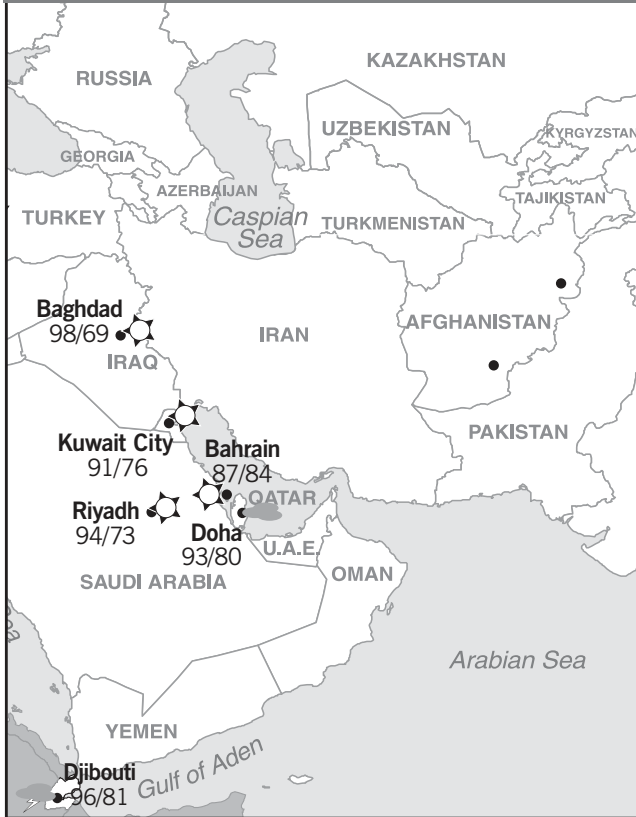 KAZAKHSTAN
RUSSIA
UZBEKISTAN
KYRGYZSTAN
GEORGIA
AZERBAIJAN
TAJIKISTAN
TURKEY
Caspian
Sea
TURKMENISTAN
Baghdad
98/69
IRAQ
IRAN
AFGHANISTAN
PAKISTAN
Kuwait City
91/76
Bahrain
87/84
QATAR
Riyadh
94/73
Doha
93/80
U.A.E.
SAUDI ARABIA
OMAN
Arabian Sea
YEMEN
Djibouti
96/81
Gulf of Aden